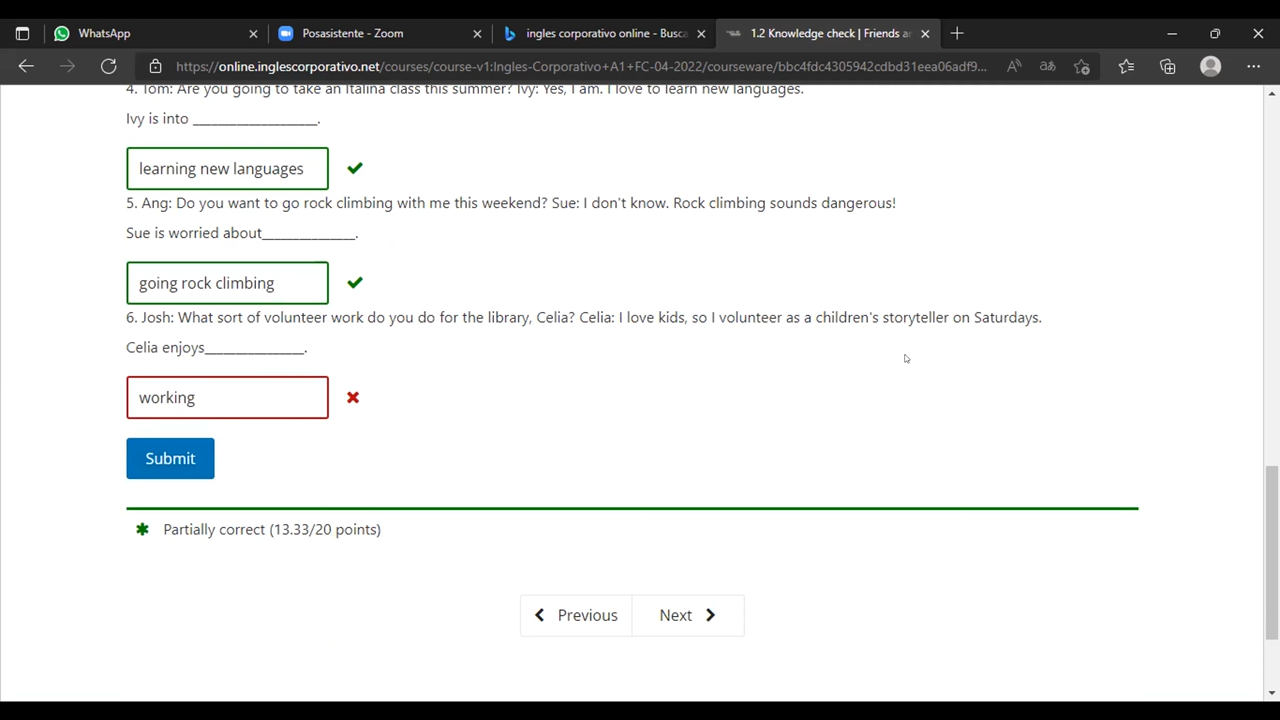 WhatsApp
Posasistente - Zoom
ingles corporativo online - Busca
1.2 Knowledge check | Friends a
https://online.inglescorporativo.net/courses/course-v1:Ingles-Corporativo+A1+FC-04-2022/courseware/bbc4fdc4305942cdbd31eea06adf9...
4. Tom: Are you going to take an Italina class this summer? Ivy: Yes, I am. I love to learn new languages.
Ivy is into __________________.
learning new languages
5. Ang: Do you want to go rock climbing with me this weekend? Sue: I don't know. Rock climbing sounds dangerous!
Sue is worried about______________.
going rock climbing
6. Josh: What sort of volunteer work do you do for the library, Celia? Celia: I love kids, so I volunteer as a children's storyteller on Saturdays.
Celia enjoys_______________.
working
Submit
Partially correct (13.33/20 points)
Previous
Next